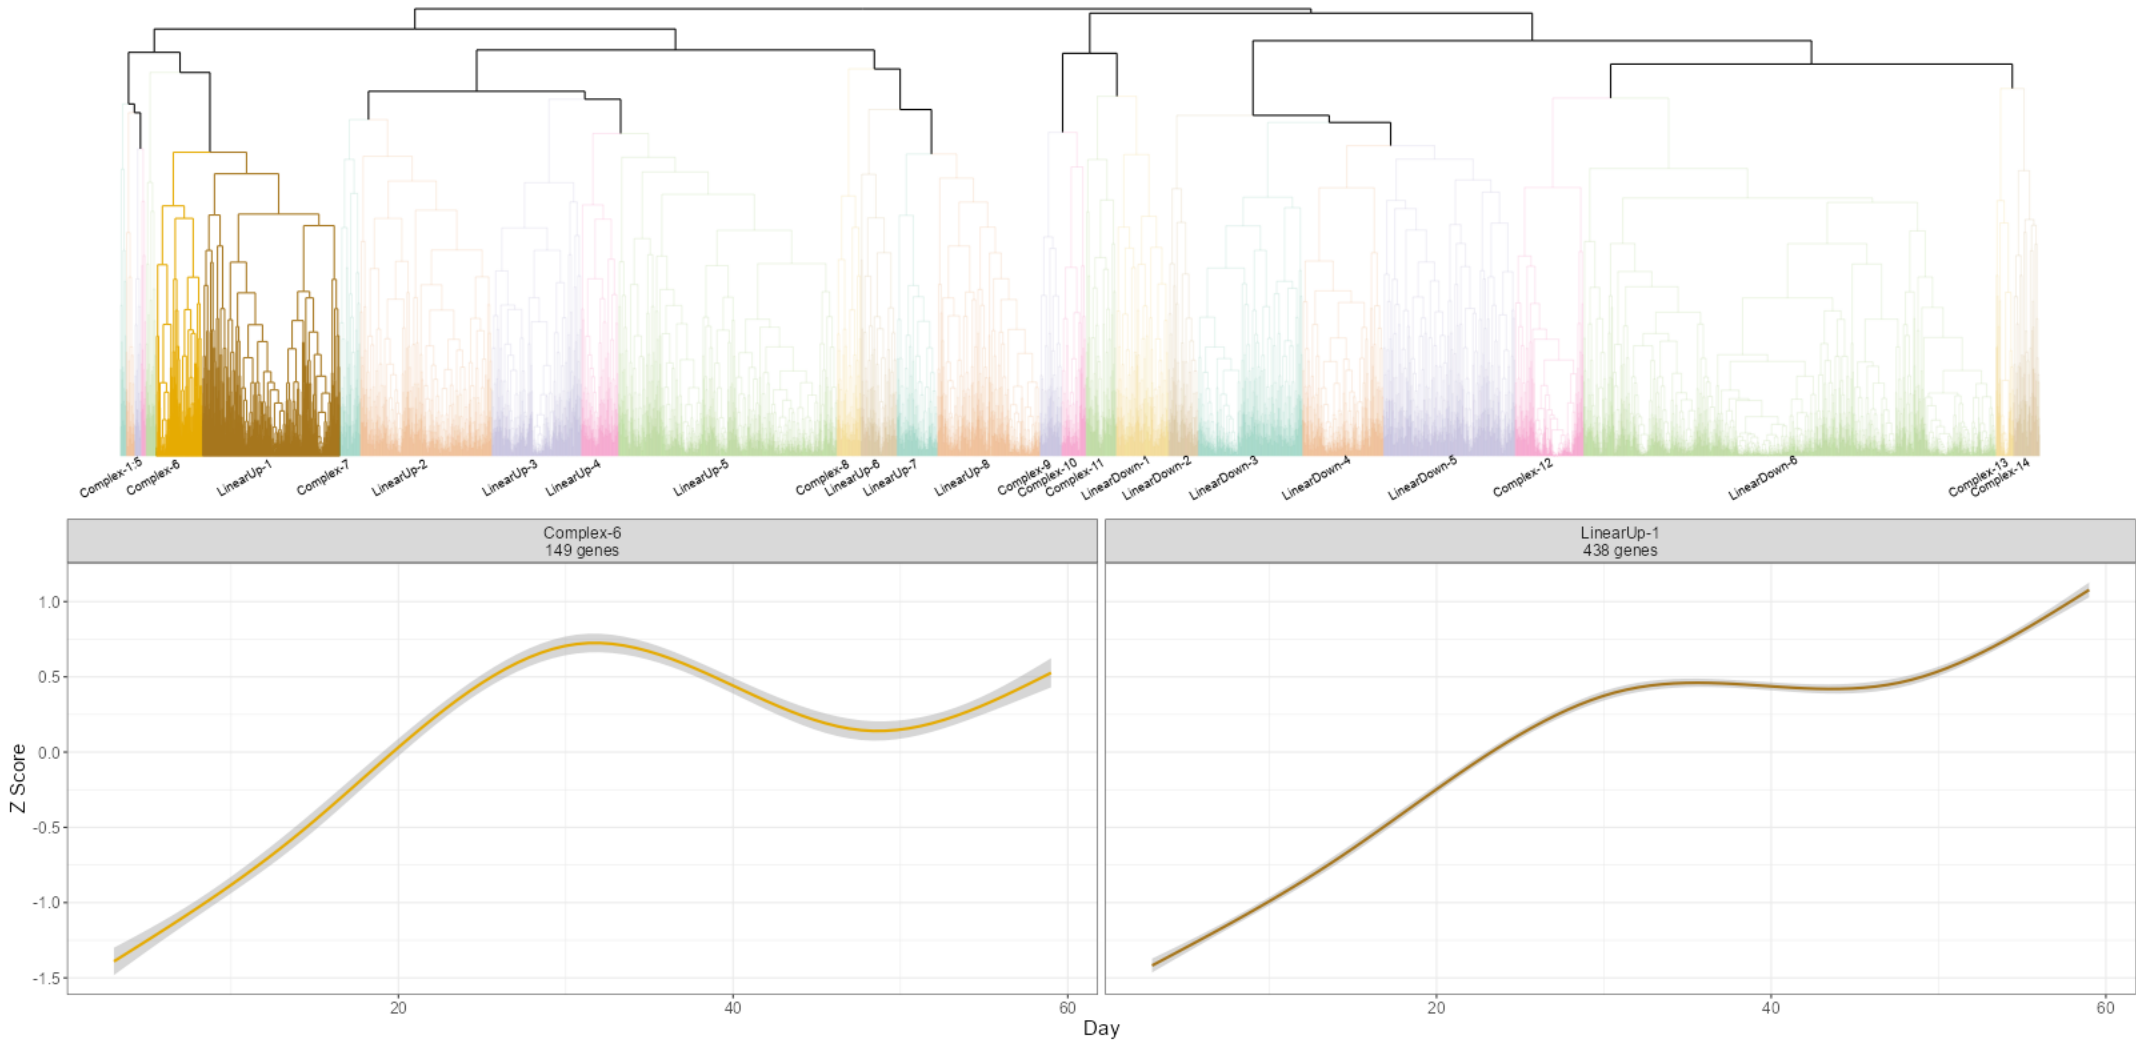 Complex-1:5
Complex-6
LinearUp-1
Complex-7
LinearUp-2
LinearUp-3
LinearUp-4
LinearUp-5
Complex-8
LinearUp-6
LinearUp-7
LinearUp-8
Complex-9
Complex-10
Complex-11
LinearDown-1
LinearDown-2
LinearDown-3
LinearDown-4
LinearDown-5
Complex-12
LinearDown-6
Complex-13
Complex-14
Complex-6
149 genes
LinearUp-1
438 genes
Z Score
1.0
0.5
0.0
-0.5
-1.0
-1.5
20 40 60
20 40 60
Day